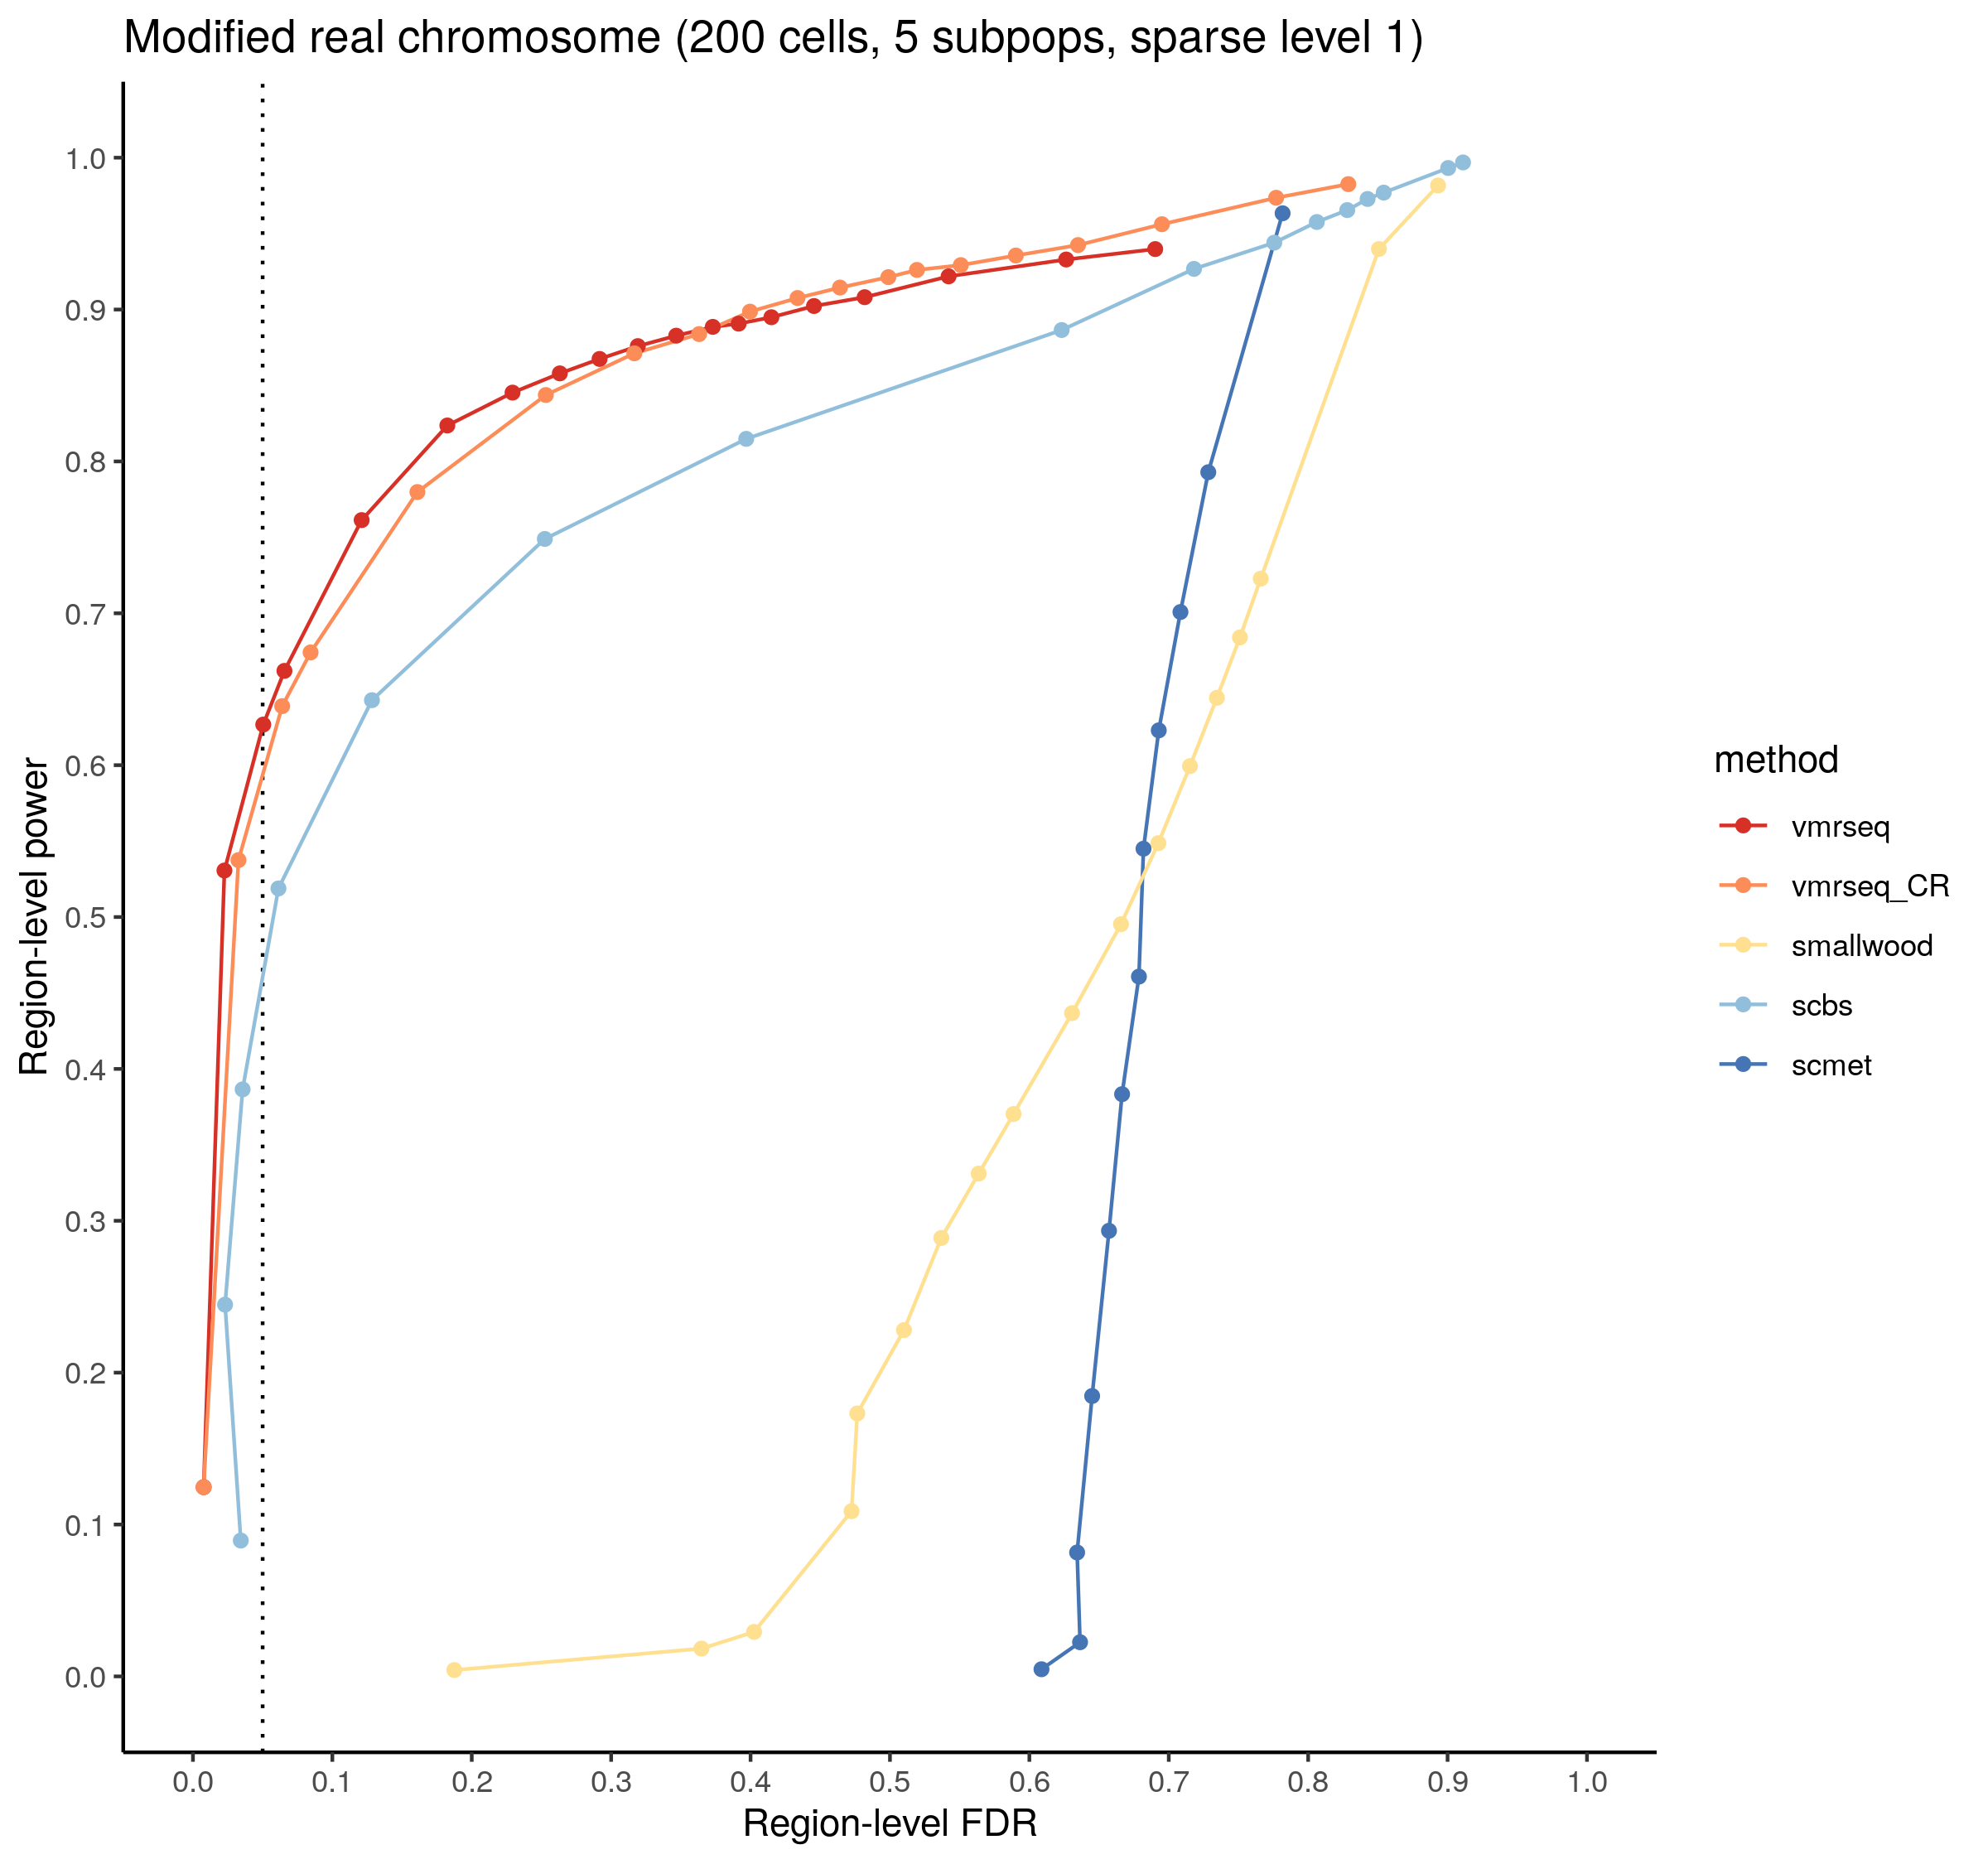 Modified real chromosome (200 cells, 5 subpops, sparse level 1)
Region-level power
1.0
0.9
0.8
0.7
0.6
0.5
0.4
0.3
0.2
0.1
0.0
0.0 0.1 0.2 0.3 0.4 0.5 0.6 0.7 0.8 0.9 1.0
Region-level FDR
method
vmrseq
vmrseq_CR
smallwood
scbs
scmet